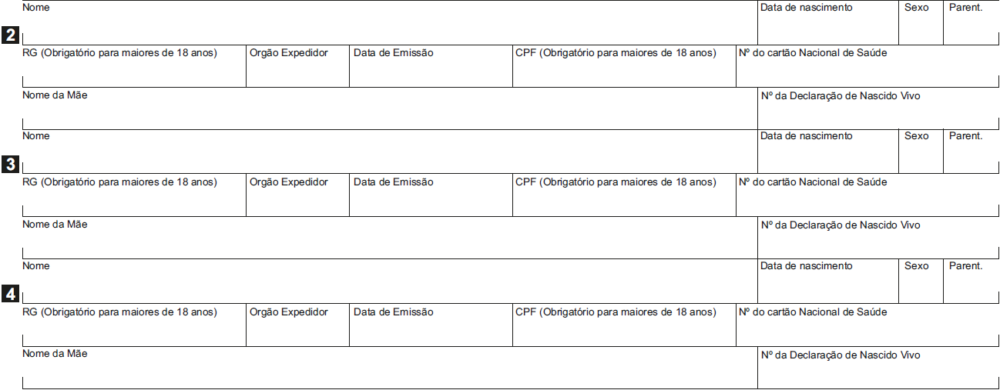 Nome Data de nascimento Sexo Parent.
2
RG (Obrigatório para maiores de 18 anos) Orgão Expedidor Data de Emissão CPF (Obrigatório para maiores de 18 anos) Nº do cartão Nacional de Saúde
Nome da Mãe Nº da Declaração de Nascido Vivo
Nome Data de nascimento Sexo Parent.
3
RG (Obrigatório para maiores de 18 anos) Orgão Expedidor Data de Emissão CPF (Obrigatório para maiores de 18 anos) Nº do cartão Nacional de Saúde
Nome da Mãe Nº da Declaração de Nascido Vivo
Nome Data de nascimento Sexo Parent.
4
RG (Obrigatório para maiores de 18 anos) Orgão Expedidor Data de Emissão CPF (Obrigatório para maiores de 18 anos) Nº do cartão Nacional de Saúde
Nome da Mãe Nº da Declaração de Nascido Vivo